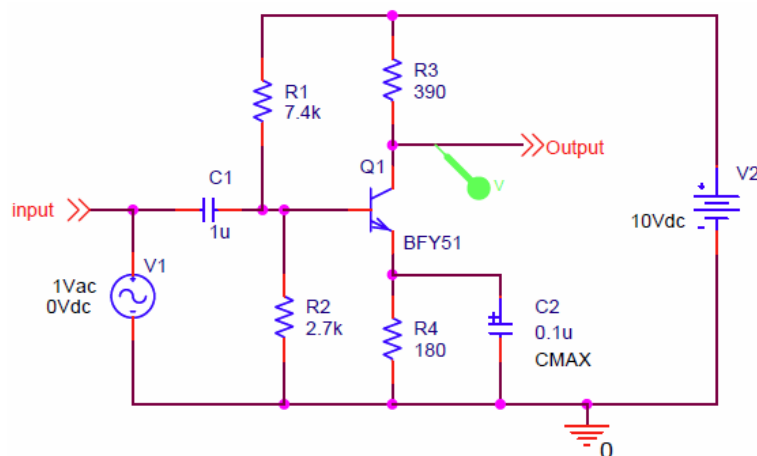 R3
390
R1
7.4k
Output
Q1
V
V2
C1
input
1u
BFY51
10Vdc
V1
1Vac
0Vdc
R2
2.7k
R4
180
C2
0.1u
CMAX
0